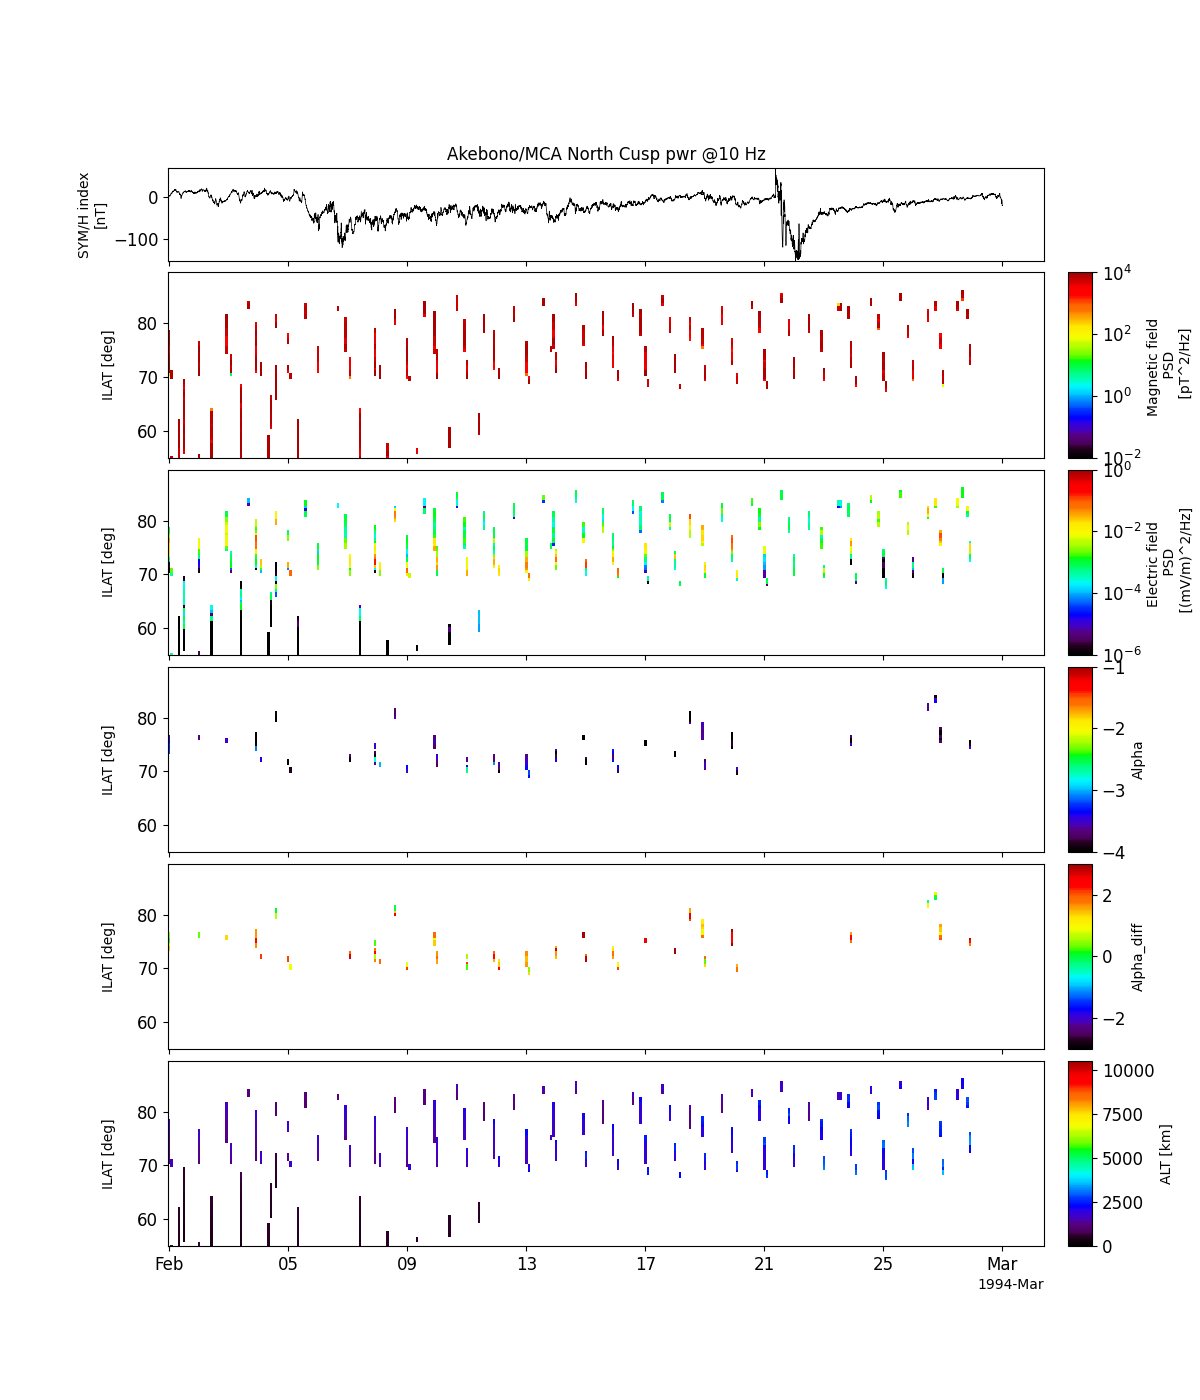 Akebono/MCA North Cusp pwr @10 Hz
SYM/H index
[nT]
0
−100
ILAT [deg]
80
70
60
10^4
10^2
10^0
10^-2
Magnetic field
PSD
[pT^2/Hz]
ILAT [deg]
80
70
60
10^0
10^-2
10^-4
10^-6
Electric field
PSD
[(mV/m)^2/Hz]
ILAT [deg]
80
70
60
−1
−2
−3
−4
Alpha
ILAT [deg]
80
70
60
2
0
−2
Alpha_diff
ILAT [deg]
80
70
60
10000
7500
5000
2500
0
ALT [km]
Feb 05 09 13 17 21 25 Mar
1994-Mar